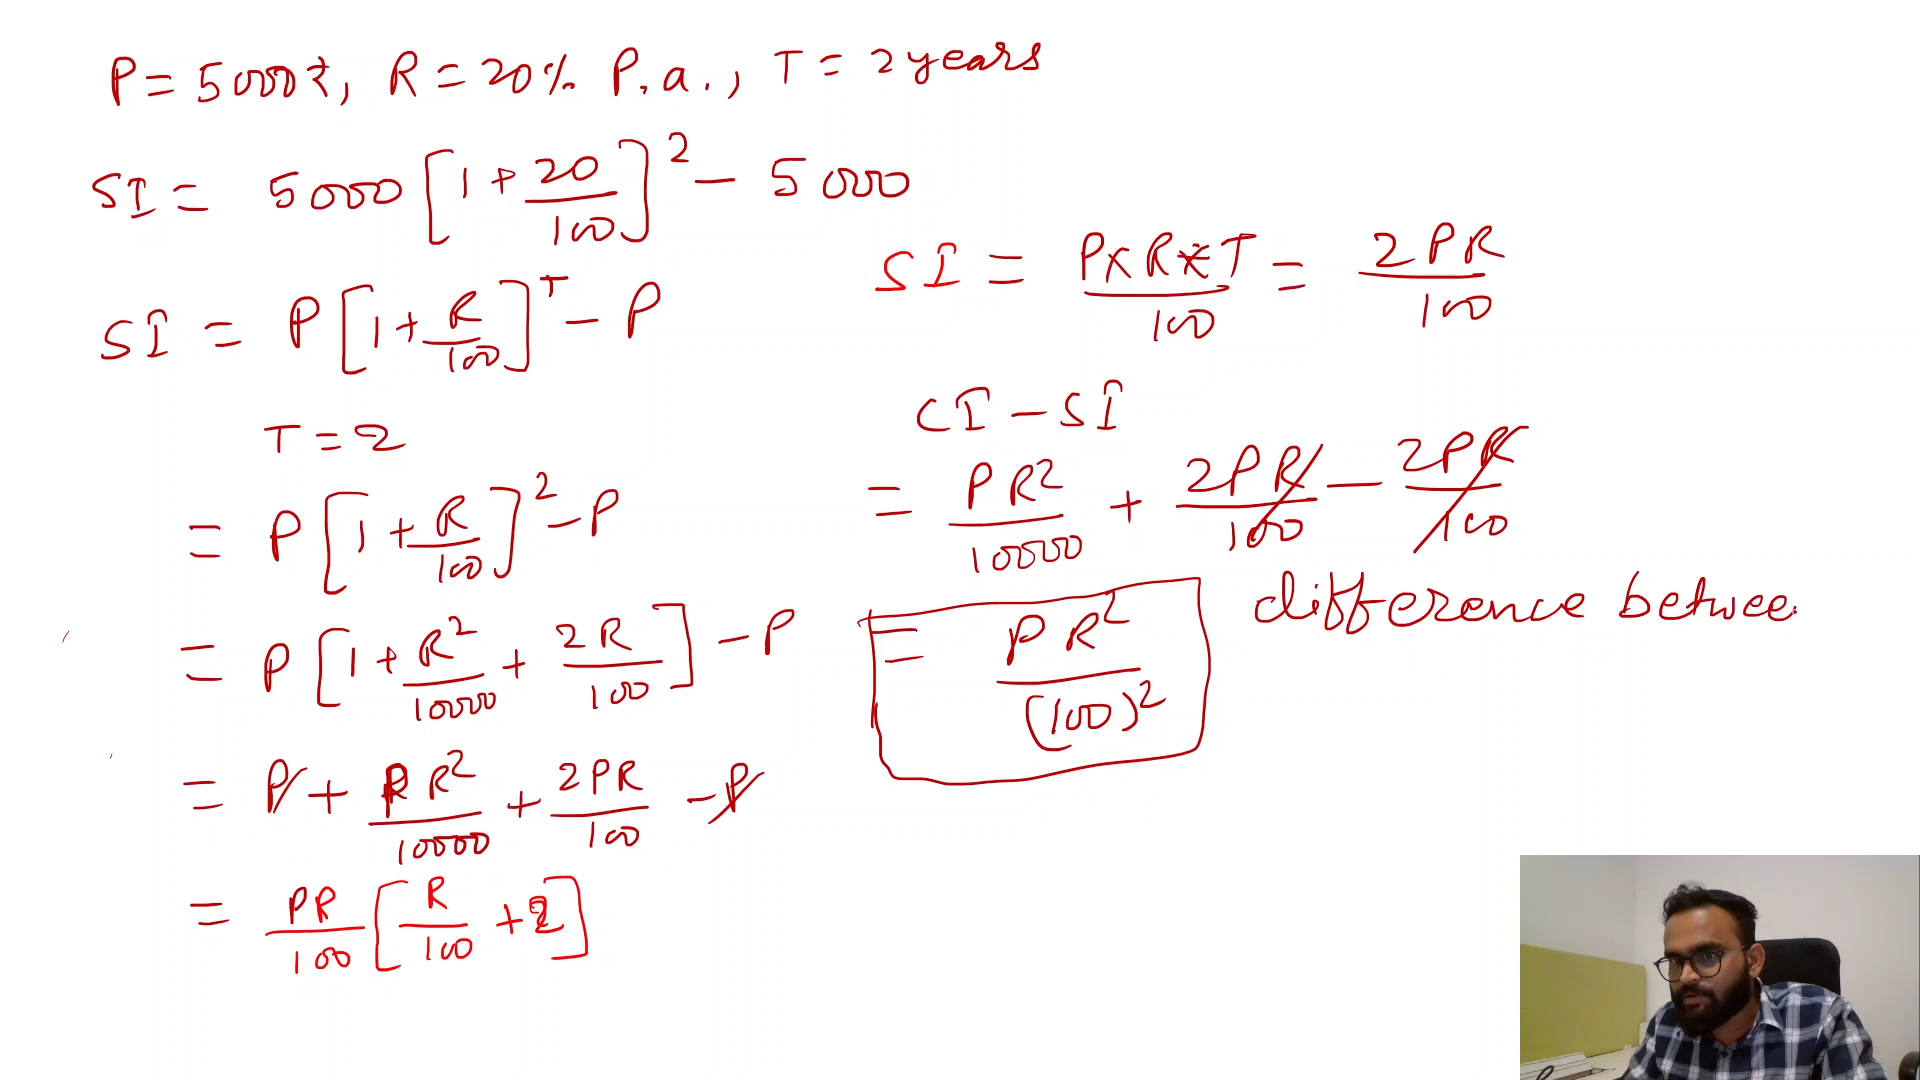 P = 5000₹, R = 20% P.a., T = 2 years
SI = 5000 [1 + 20/100]² - 5000
SI = P [1 + R/100]ᵀ - P
T = 2
= P [1 + R/100]² - P
= P [1 + R²/10000 + 2R/100] - P
= P + PR²/10000 + 2PR/100 - P
= PR/100 [R/100 + 2]
SI = P×R×T/100 = 2PR/100
CI - SI
= PR²/10000 + 2PR/100 - 2PR/100
= PR²/(100)²
difference betwee